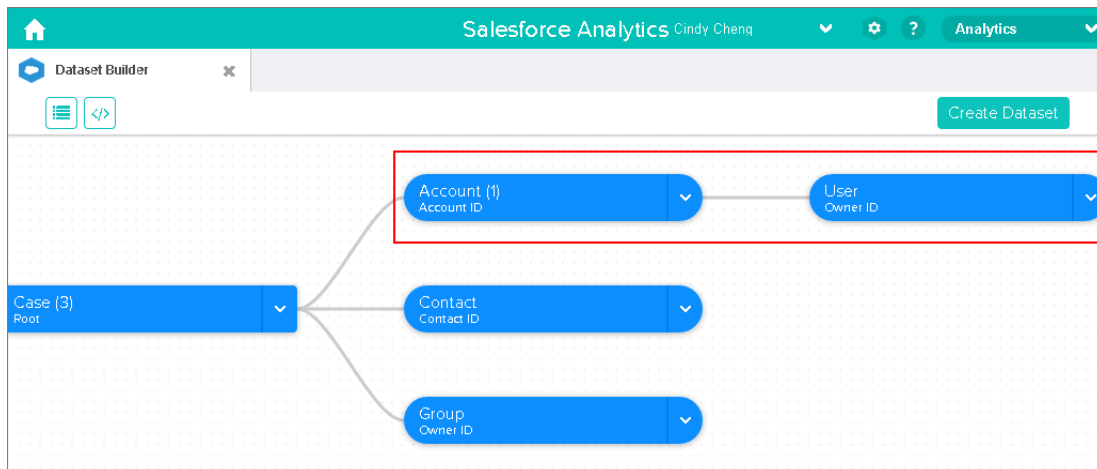 Salesforce Analytics Cindy Cheng ? Analytics
Dataset Builder
</> Create Dataset
Account (1)
Account ID
User
Owner ID
Case (3)
Root
Contact
Contact ID
Group
Owner ID